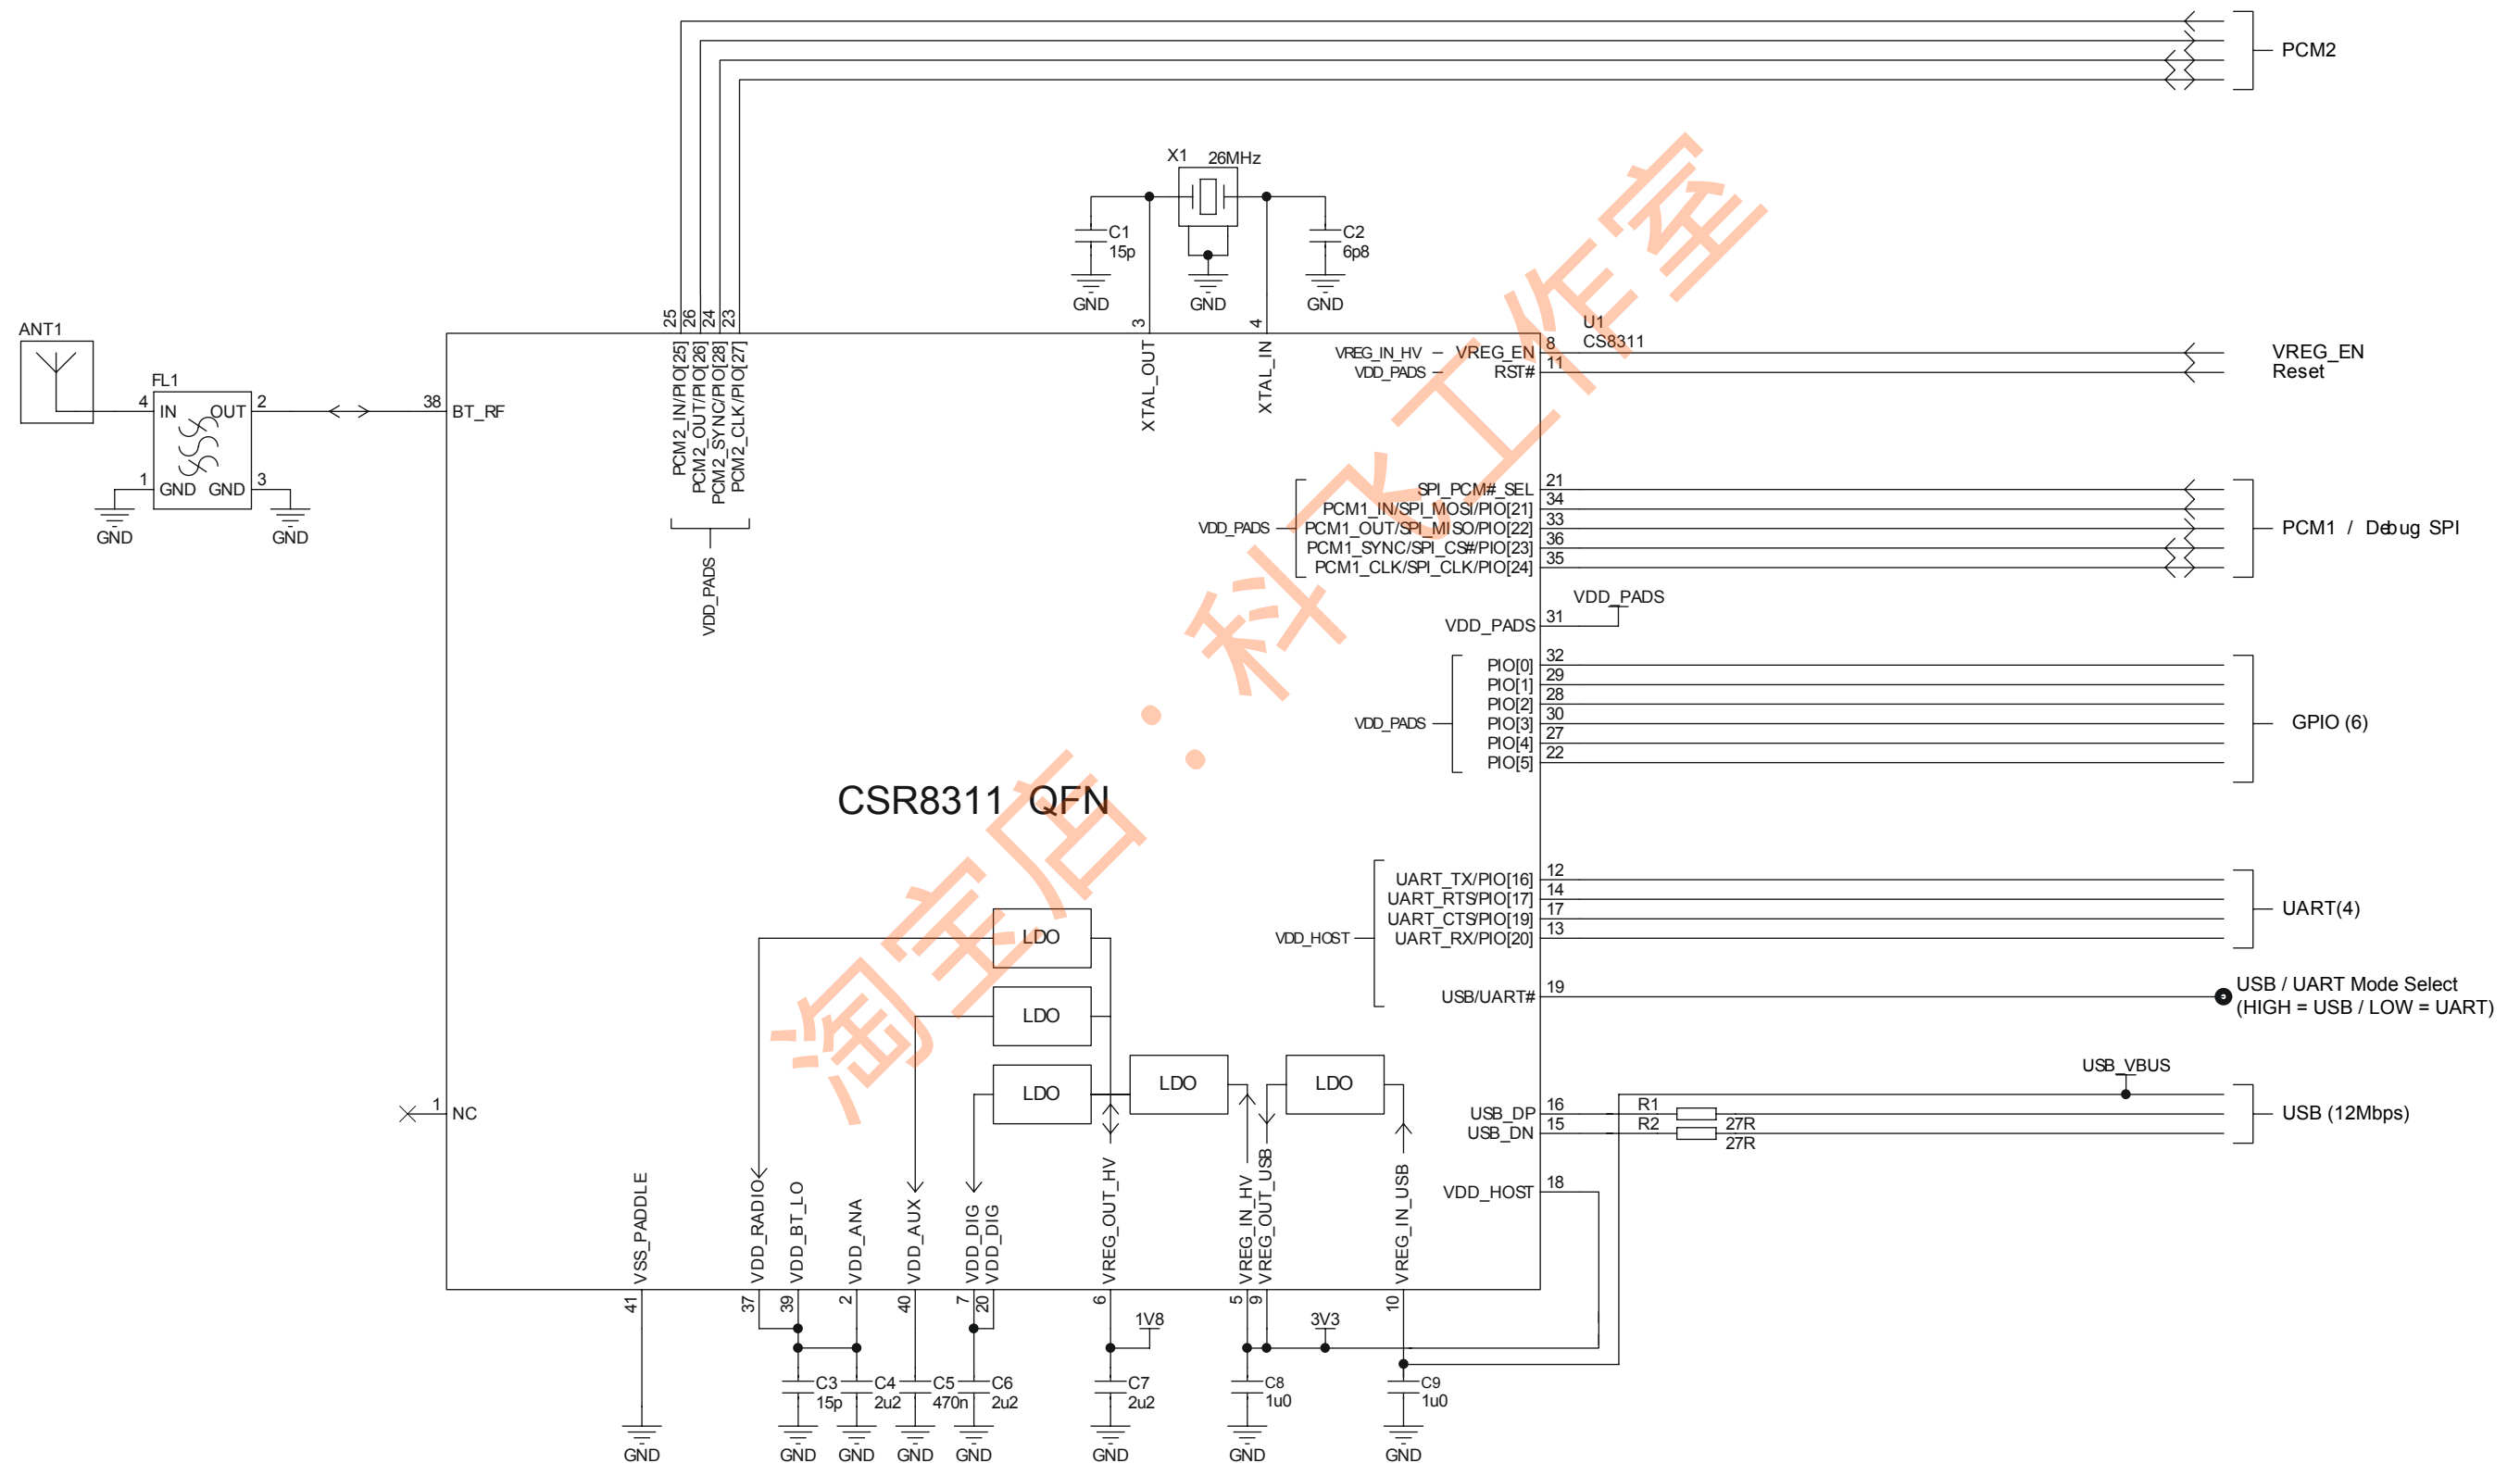 PCM2
X1 26MHz
C1
15p
C2
6p8
GND
GND
GND
25
26
24
23
3
4
PCM2_IN/PIO[25]
PCM2_OUT/PIO[26]
PCM2_SYNC/PIO[28]
PCM2_CLK/PIO[27]
VDD_PADS
XTAL_OUT
XTAL_IN
ANT1
FL1
4 IN OUT 2
1 GND GND 3
GND
GND
38 BT_RF
U1
CS8311
VREG_IN_HV VREG_EN 8 VREG_EN
VDD_PADS RST# 11 Reset
SPI_PCM#_SEL 21
PCM1_IN/SPI_MOSI/PIO[21] 34
VDD_PADS PCM1_OUT/SPI_MISO/PIO[22] 33 PCM1 / Debug SPI
PCM1_SYNC/SPI_CS#/PIO[23] 36
PCM1_CLK/SPI_CLK/PIO[24] 35
VDD_PADS
VDD_PADS 31
PIO[0] 32
PIO[1] 29
PIO[2] 28
VDD_PADS PIO[3] 30 GPIO (6)
PIO[4] 27
PIO[5] 22
CSR8311 QFN
UART_TX/PIO[16] 12
UART_RTS/PIO[17] 14
UART_CTS/PIO[19] 17
UART(4)
VDD_HOST UART_RX/PIO[20] 13
USB/UART# 19
USB / UART Mode Select
(HIGH = USB / LOW = UART)
LDO
LDO
LDO
LDO
LDO
USB_VBUS
1 NC
USB_DP 16 R1 27R
USB_DN 15 R2 27R
USB (12Mbps)
VDD_HOST 18
VSS_PADDLE
VDD_RADIO
VDD_BT_LO
VDD_ANA
VDD_AUX
VDD_DIG
VDD_DIG
VREG_OUT_HV
VREG_IN_HV
VREG_OUT_USB
VREG_IN_USB
41
37
39
2
40
7
20
6
5
9
10
1V8
3V3
C3
15p
C4
2u2
C5
470n
C6
2u2
C7
2u2
C8
1u0
C9
1u0
GND
GND
GND
GND
GND
GND
GND
GND
淘宝店：科飞工作室